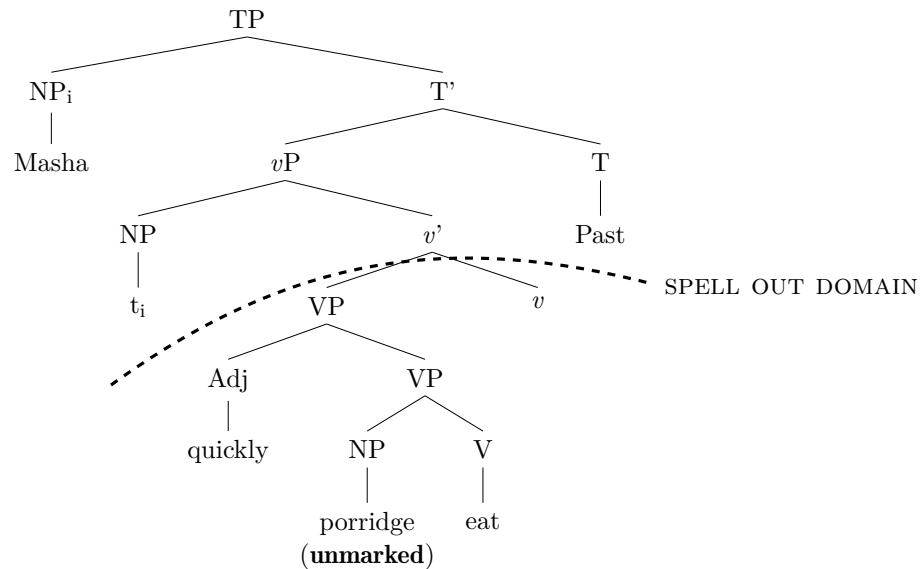 TP
NPi T'
Masha vP T
NP v' Past
ti VP v SPELL OUT DOMAIN
Adj VP
quickly NP V
porridge eat
(unmarked)